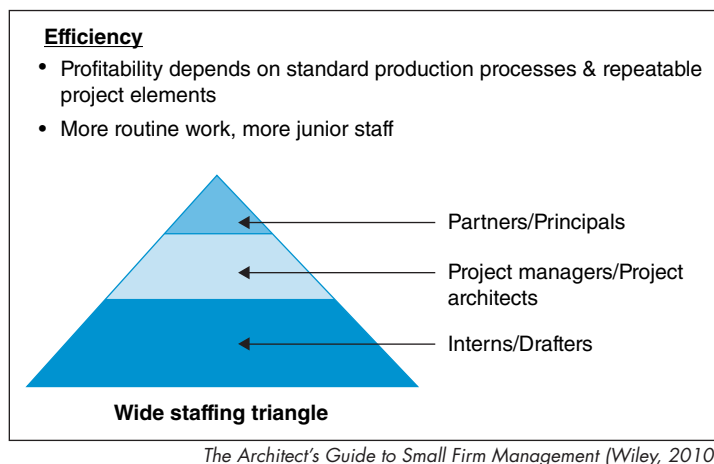 Efficiency
• Profitability depends on standard production processes & repeatable
project elements
• More routine work, more junior staff
Partners/Principals
Project managers/Project
architects
Interns/Drafters
Wide staffing triangle
The Architect's Guide to Small Firm Management (Wiley, 2010